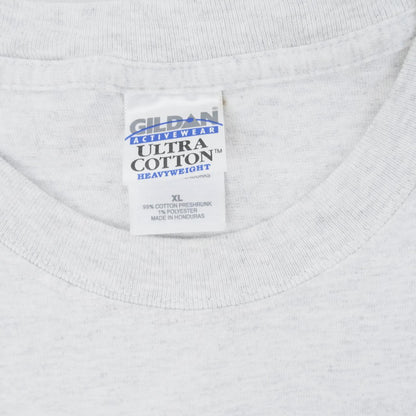 GILDAN
ACTIVEWEAR
ULTRA
COTTON™
HEAVYWEIGHT
XL
99% COTTON PRESHRUNK
1% POLYESTER
MADE IN HONDURAS